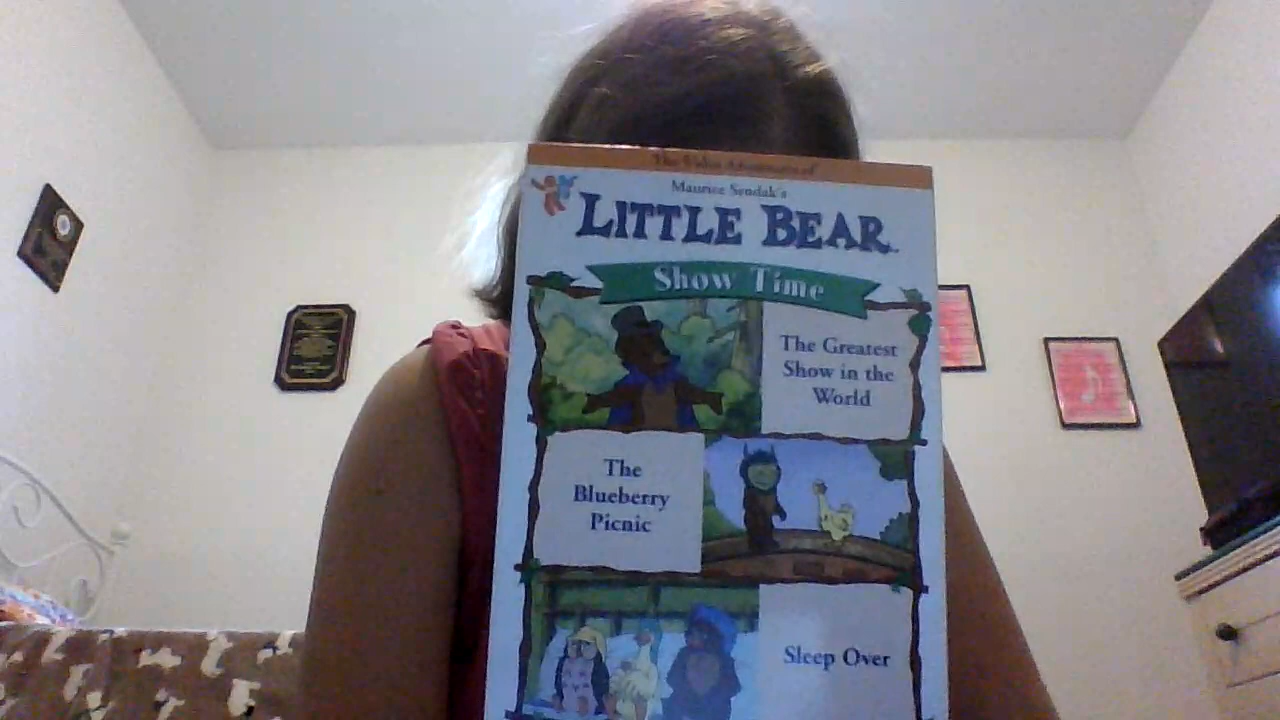 The Video Adventures of
Maurice Sendak's
LITTLE BEAR
Show Time
The Greatest
Show in the
World
The
Blueberry
Picnic
Sleep Over